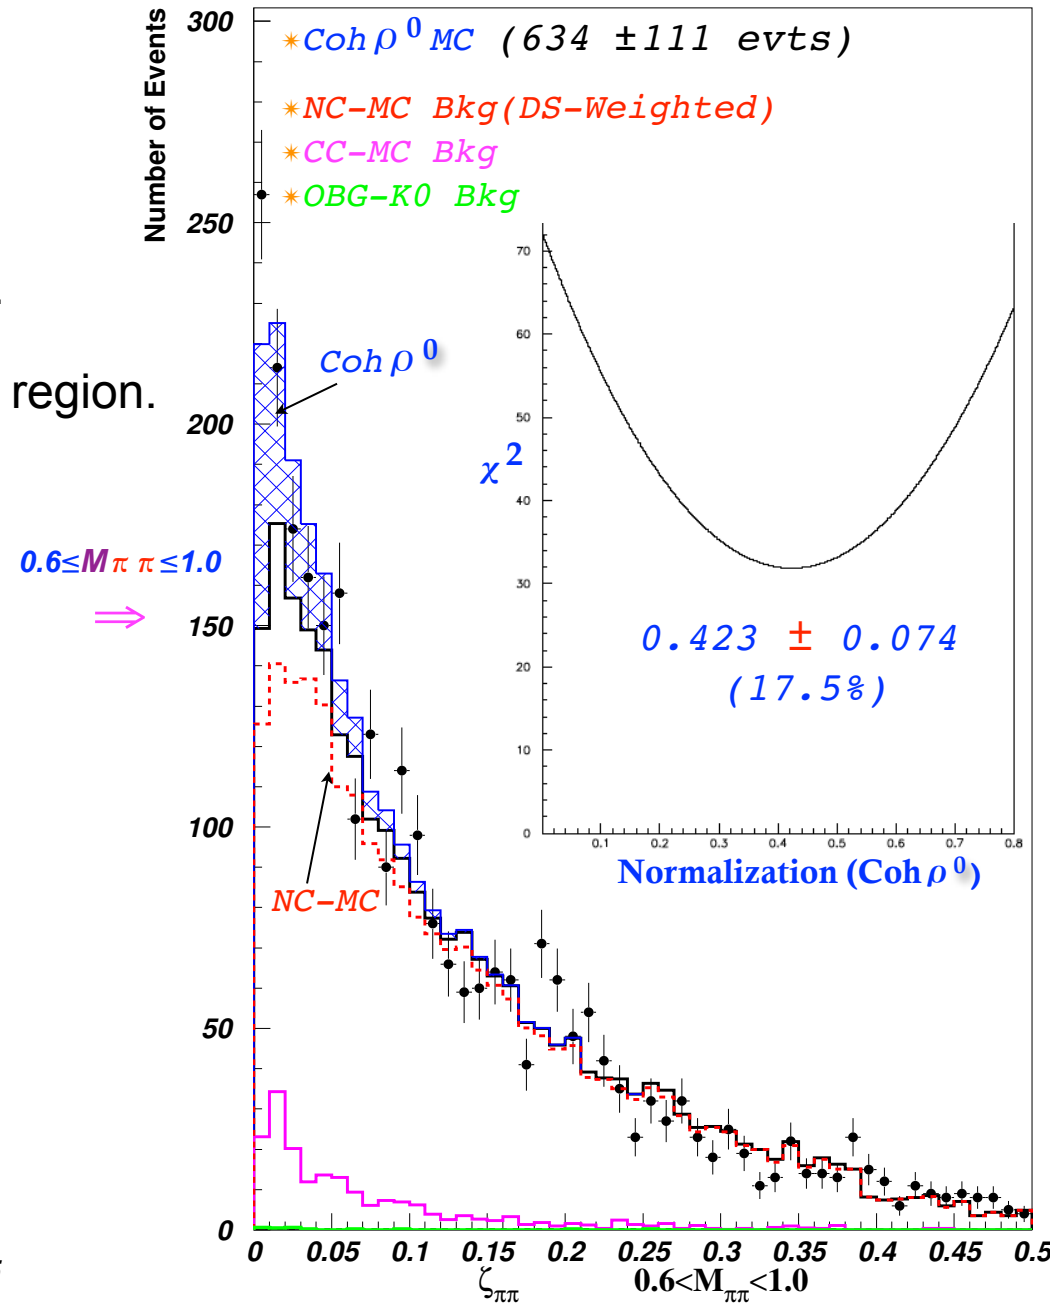 Number of Events
300
250
200
150
100
50
0
✴Coh ρ⁰ MC (634 ±111 evts)
✴NC-MC Bkg(DS-Weighted)
✴CC-MC Bkg
✴OBG-K0 Bkg
Coh ρ⁰
region.
0.6≤Mππ≤1.0
⇒
NC-MC
70
60
50
40
30
20
10
0
χ²
0.423 ± 0.074
(17.5%)
0.1 0.2 0.3 0.4 0.5 0.6 0.7 0.8
Normalization (Coh ρ⁰)
0 0.05 0.1 0.15 0.2 0.25 0.3 0.35 0.4 0.45 0.5
ζππ 0.6<Mππ<1.0